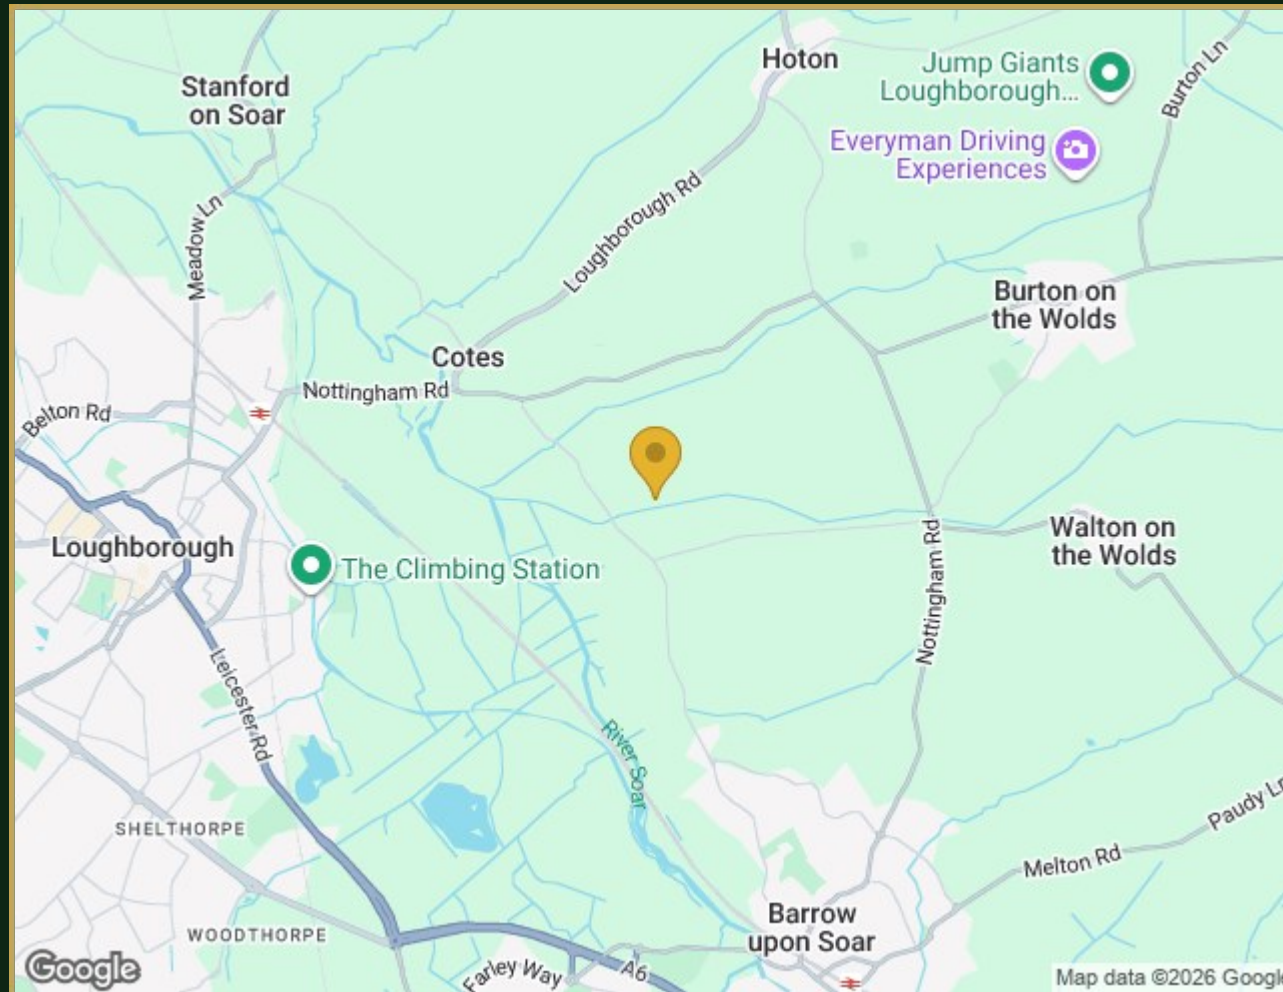 Hoton
Jump Giants
Loughborough...
Stanford
on Soar
Burton Ln
Everyman Driving
Experiences
Loughborough Rd
Meadow Ln
Burton on
the Wolds
Cotes
Nottingham Rd
Belton Rd
Walton on
the Wolds
Loughborough
The Climbing Station
Nottingham Rd
Leicester Rd
River Soar
Paudy Ln
SHELTHORPE
Melton Rd
Barrow
upon Soar
WOODTHORPE
A6
Farley Way
Google
Map data ©2026 Google